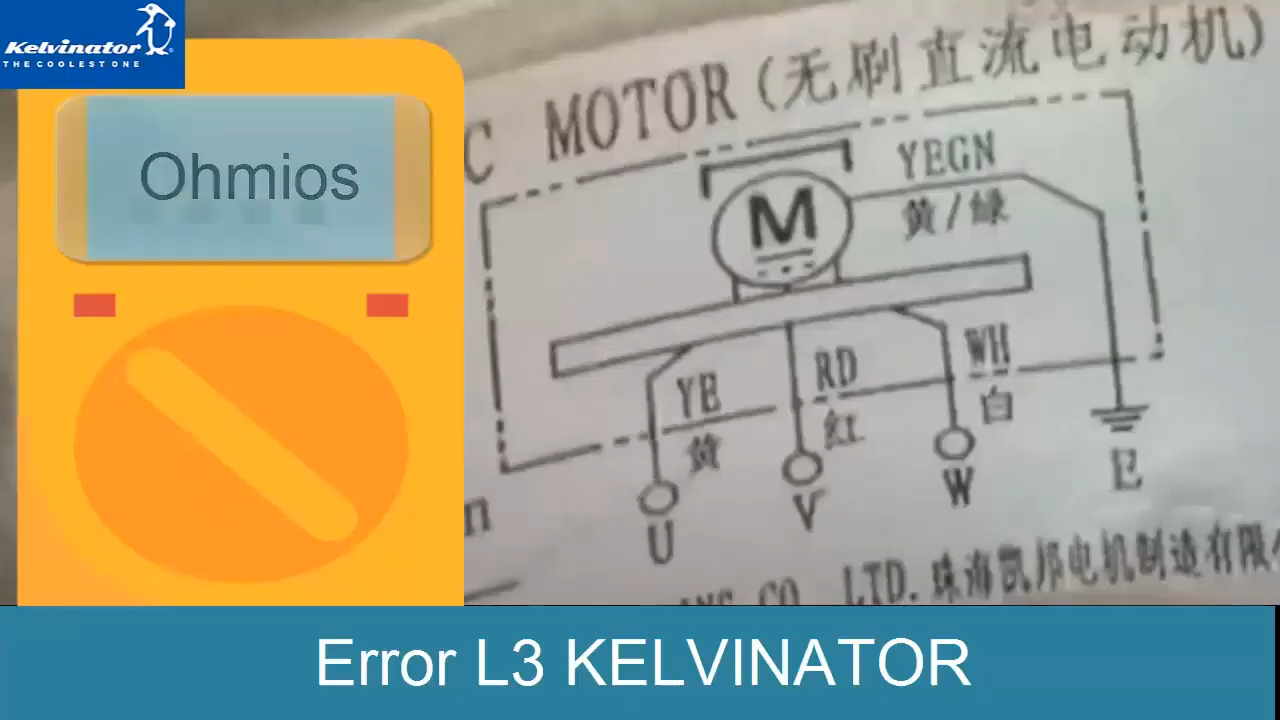 Kelvinator
THE COOLEST ONE
Ohmios
C MOTOR (无刷直流电动机)
M
YEGN
黄/绿
YE
黄
RD
红
WH
白
U
V
W
E
CO. LTD. 珠海凯邦电机制造有限
Error L3 KELVINATOR